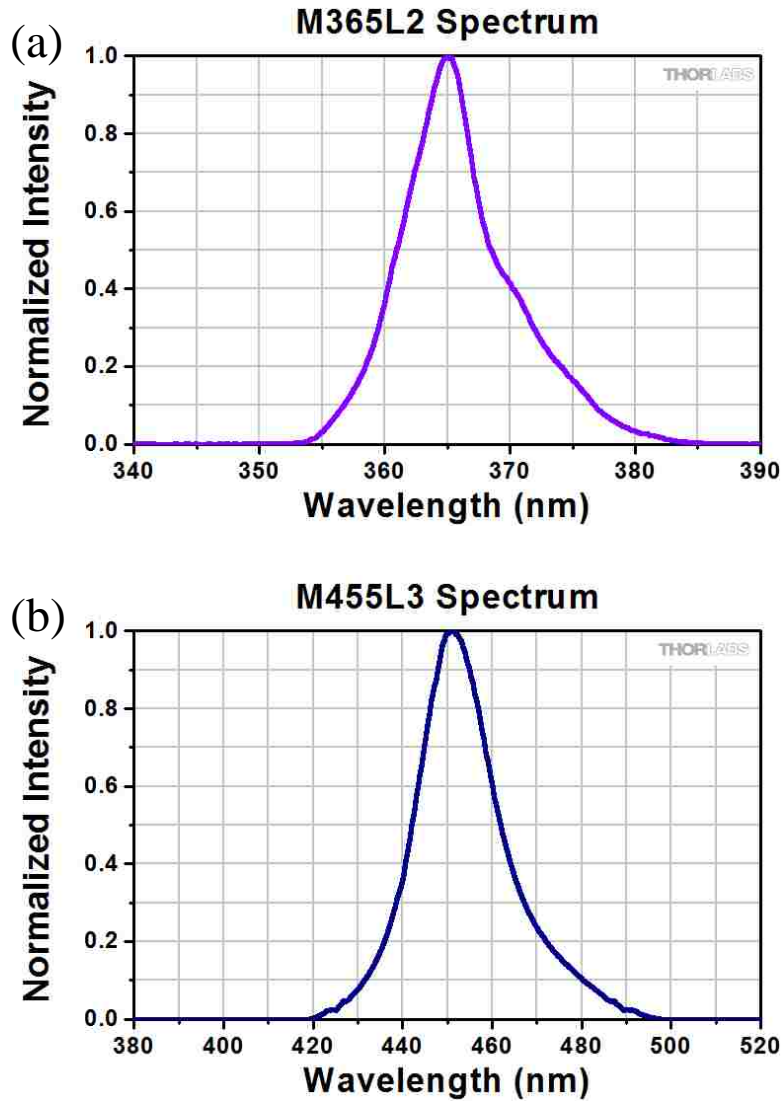 (a)
M365L2 Spectrum
THORLABS
Normalized Intensity
1.0
0.8
0.6
0.4
0.2
0.0
340 350 360 370 380 390
Wavelength (nm)
(b)
M455L3 Spectrum
THORLABS
Normalized Intensity
1.0
0.8
0.6
0.4
0.2
0.0
380 400 420 440 460 480 500 520
Wavelength (nm)